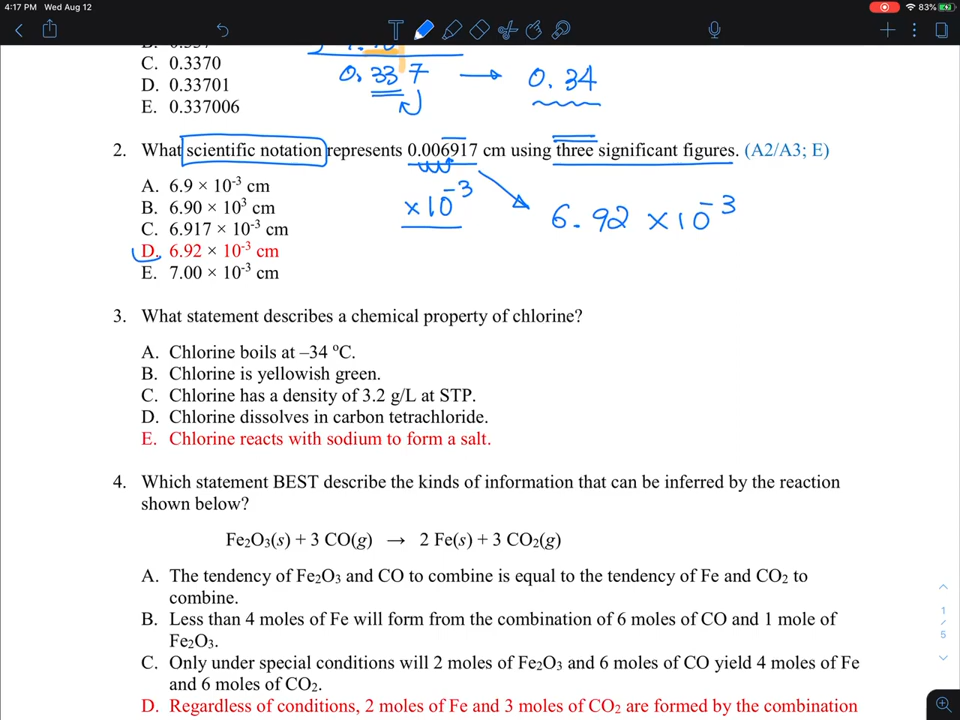 4:17 PM Wed Aug 12
83%
C. 0.3370
D. 0.33701
E. 0.337006
0.337 → 0.34
2. What scientific notation represents 0.006917 cm using three significant figures. (A2/A3; E)
A. 6.9 × 10⁻³ cm
B. 6.90 × 10³ cm
C. 6.917 × 10⁻³ cm
D. 6.92 × 10⁻³ cm
E. 7.00 × 10⁻³ cm
×10⁻³
6.92 ×10⁻³
3. What statement describes a chemical property of chlorine?
A. Chlorine boils at –34 ºC.
B. Chlorine is yellowish green.
C. Chlorine has a density of 3.2 g/L at STP.
D. Chlorine dissolves in carbon tetrachloride.
E. Chlorine reacts with sodium to form a salt.
4. Which statement BEST describe the kinds of information that can be inferred by the reaction
shown below?
Fe₂O₃(s) + 3 CO(g) → 2 Fe(s) + 3 CO₂(g)
A. The tendency of Fe₂O₃ and CO to combine is equal to the tendency of Fe and CO₂ to
combine.
B. Less than 4 moles of Fe will form from the combination of 6 moles of CO and 1 mole of
Fe₂O₃.
C. Only under special conditions will 2 moles of Fe₂O₃ and 6 moles of CO yield 4 moles of Fe
and 6 moles of CO₂.
D. Regardless of conditions, 2 moles of Fe and 3 moles of CO₂ are formed by the combination
1
/
5